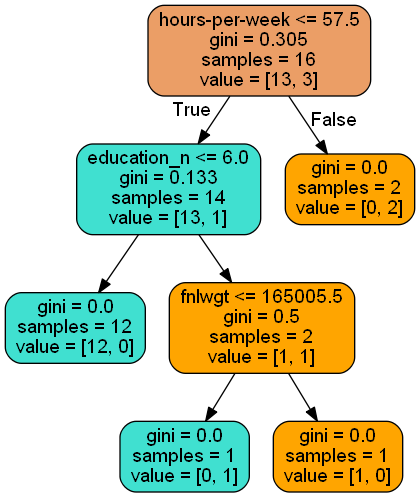 hours-per-week <= 57.5
gini = 0.305
samples = 16
value = [13, 3]
True
False
education_n <= 6.0
gini = 0.133
samples = 14
value = [13, 1]
gini = 0.0
samples = 2
value = [0, 2]
gini = 0.0
samples = 12
value = [12, 0]
fnlwgt <= 165005.5
gini = 0.5
samples = 2
value = [1, 1]
gini = 0.0
samples = 1
value = [0, 1]
gini = 0.0
samples = 1
value = [1, 0]